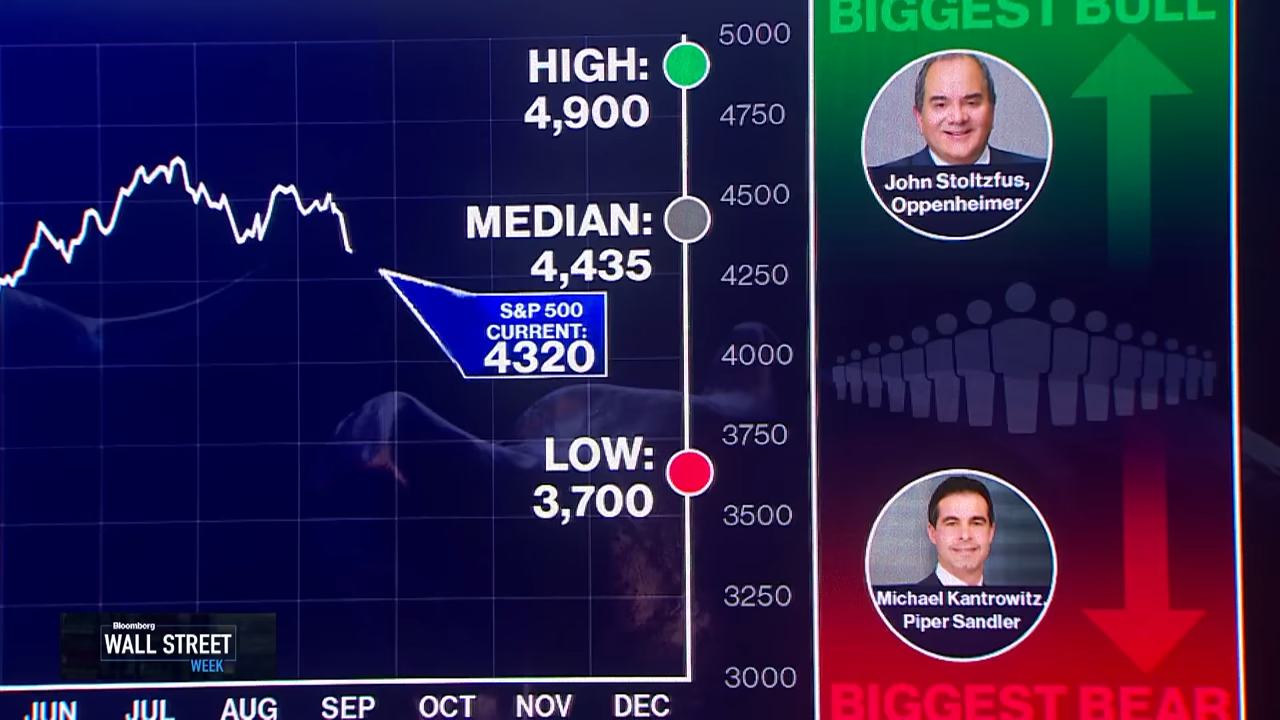 BIGGEST BULL
HIGH:
4,900
MEDIAN:
4,435
S&P 500
CURRENT:
4320
LOW:
3,700
5000
4750
4500
4250
4000
3750
3500
3250
3000
JUN JUL AUG SEP OCT NOV DEC
John Stoltzfus,
Oppenheimer
Michael Kantrowitz,
Piper Sandler
BIGGEST BEAR
Bloomberg
WALL STREET
WEEK